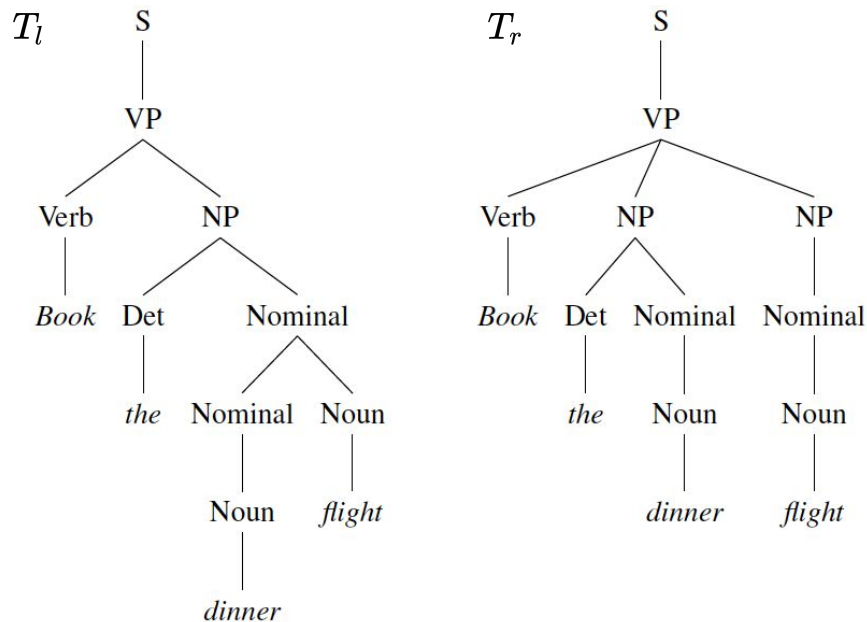 T_l S T_r S
VP VP
Verb NP Verb NP NP
Book Det Nominal Book Det Nominal Nominal
the Nominal Noun the Noun Noun
Noun flight dinner flight
dinner